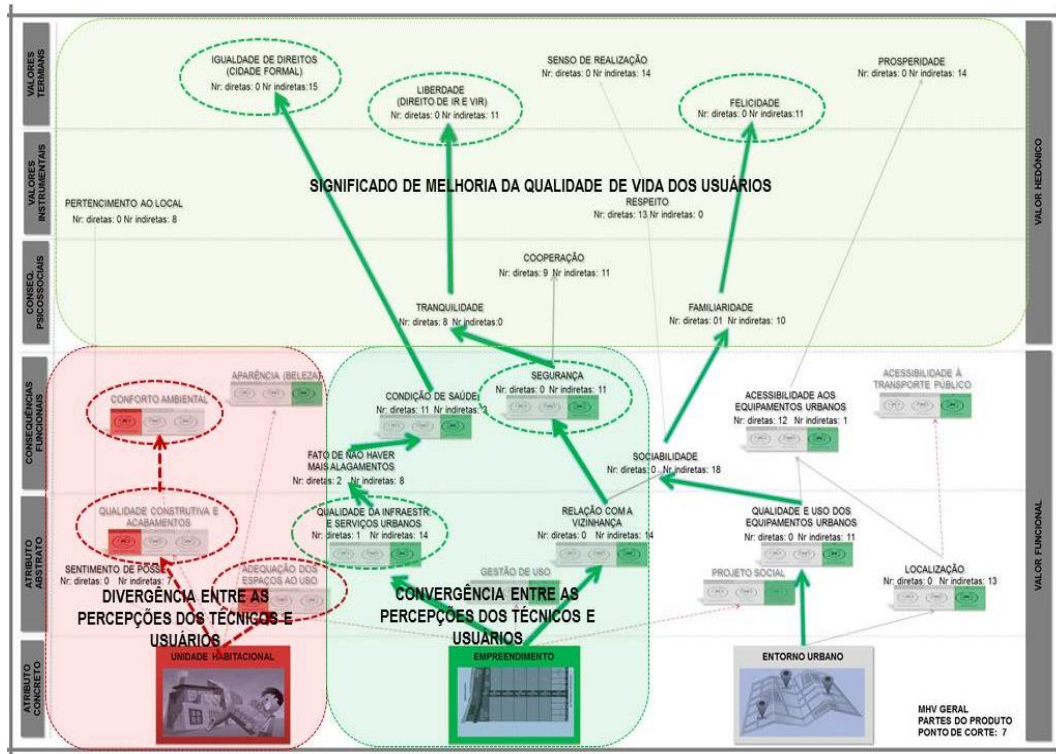 VALORES
TERMIANS
IGUALDADE DE DIREITOS
(CIDADE FORMAL)
Nr: diretas: 0 Nr indiretas:15
LIBERDADE
(DIREITO DE IR E VIR)
Nr: diretas: 0 Nr indiretas: 11
SENSO DE REALIZAÇÃO
Nr: diretas: 0 Nr indiretas: 14
FELICIDADE
Nr: diretas: 0 Nr indiretas:11
PROSPERIDADE
Nr: diretas: 0 Nr indiretas: 14
VALOR HEDÔNICO
VALORES
INSTRUMENTAIS
SIGNIFICADO DE MELHORIA DA QUALIDADE DE VIDA DOS USUÁRIOS
PERTENCIMENTO AO LOCAL
Nr: diretas: 0 Nr indiretas: 8
RESPEITO
Nr: diretas: 13 Nr indiretas: 0
CONSEQ.
PSICOSSOCIAIS
COOPERAÇÃO
Nr: diretas: 9 Nr indiretas: 11
TRANQUILIDADE
Nr: diretas: 8 Nr indiretas:0
FAMILIARIDADE
Nr: diretas: 01 Nr indiretas: 10
CONSEQUÊNCIAS
FUNCIONAIS
CONFORTO AMBIENTAL
APARÊNCIA (BELEZA)
CONDIÇÃO DE SAÚDE
Nr: diretas: 11 Nr indiretas: 3
SEGURANÇA
Nr: diretas: 0 Nr indiretas: 11
ACESSIBILIDADE AOS
EQUIPAMENTOS URBANOS
Nr: diretas: 12 Nr indiretas: 1
ACESSIBILIDADE À
TRANSPORTE PÚBLICO
FATO DE NÃO HAVER
MAIS ALAGAMENTOS
Nr: diretas: 2 Nr indiretas: 8
SOCIABILIDADE
Nr: diretas: 0 Nr indiretas: 18
VALOR FUNCIONAL
ATRIBUTO
ABSTRATO
QUALIDADE CONSTRUTIVA E
ACABAMENTOS
QUALIDADE DA INFRAESTR
E SERVIÇOS URBANOS
Nr: diretas: 1 Nr indiretas: 14
RELAÇÃO COM A
VIZINHANÇA
Nr: diretas: 0 Nr indiretas: 14
QUALIDADE E USO DOS
EQUIPAMENTOS URBANOS
Nr: diretas: 0 Nr indiretas: 11
SENTIMENTO DE POSSE
Nr: diretas: 0 Nr indiretas: 7
ADEQUAÇÃO DOS
ESPAÇOS AO USO
GESTÃO DE USO
PROJETO SOCIAL
LOCALIZAÇÃO
Nr: diretas: 0 Nr indiretas: 13
DIVERGÊNCIA ENTRE AS
PERCEPÇÕES DOS TÉCNICOS E
USUÁRIOS
CONVERGÊNCIA ENTRE AS
PERCEPÇÕES DOS TÉCNICOS E
USUÁRIOS
ATRIBUTO
CONCRETO
UNIDADE HABITACIONAL
EMPREENDIMENTO
ENTORNO URBANO
MHV GERAL
PARTES DO PRODUTO
PONTO DE CORTE: 7